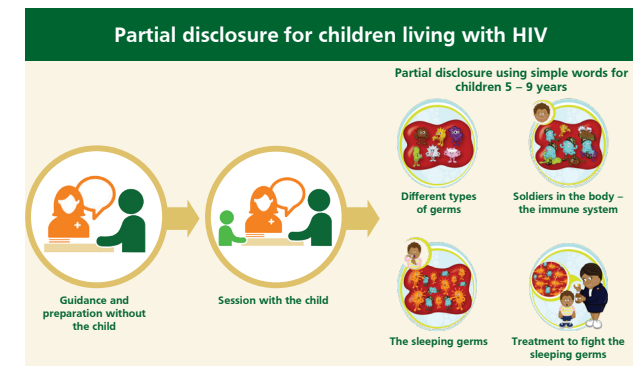 Partial disclosure for children living with HIV
Partial disclosure using simple words for
children 5 – 9 years
Different types
of germs
Soldiers in the body –
the immune system
Guidance and
preparation without
the child
Session with the child
The sleeping germs
Treatment to fight the
sleeping germs